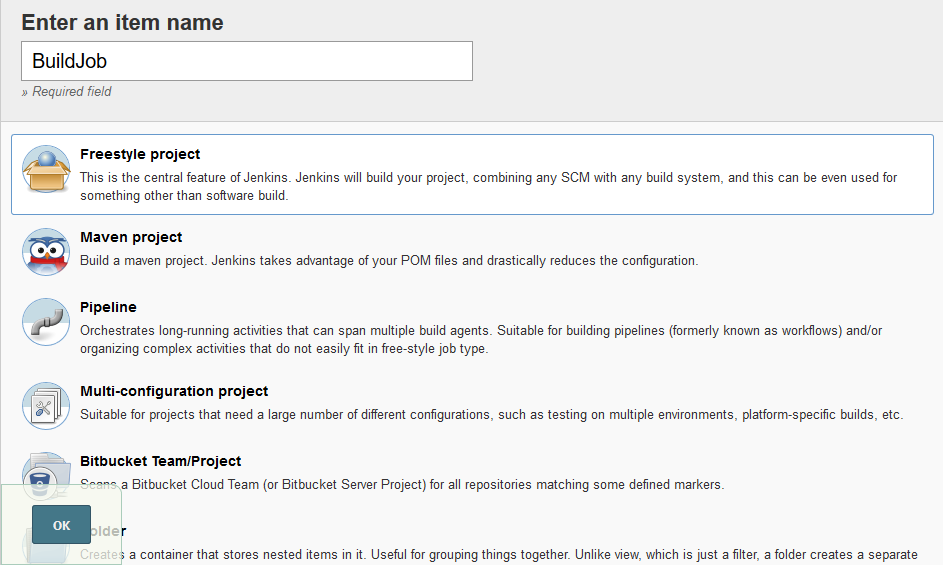 Enter an item name
BuildJob
» Required field
Freestyle project
This is the central feature of Jenkins. Jenkins will build your project, combining any SCM with any build system, and this can be even used for
something other than software build.
Maven project
Build a maven project. Jenkins takes advantage of your POM files and drastically reduces the configuration.
Pipeline
Orchestrates long-running activities that can span multiple build agents. Suitable for building pipelines (formerly known as workflows) and/or
organizing complex activities that do not easily fit in free-style job type.
Multi-configuration project
Suitable for projects that need a large number of different configurations, such as testing on multiple environments, platform-specific builds, etc.
Bitbucket Team/Project
Scans a Bitbucket Cloud Team (or Bitbucket Server Project) for all repositories matching some defined markers.
OK
Folder
Creates a container that stores nested items in it. Useful for grouping things together. Unlike view, which is just a filter, a folder creates a separate